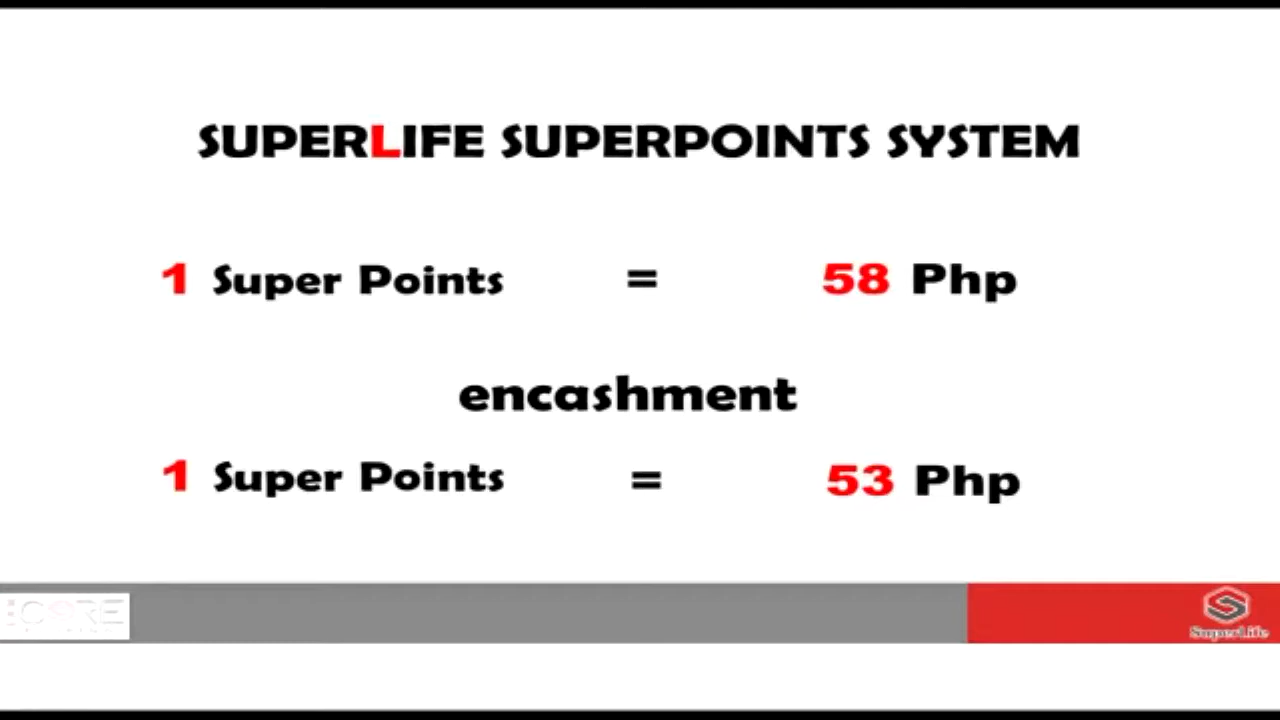 SUPERLIFE SUPERPOINTS SYSTEM
1 Super Points = 58 Php
encashment
1 Super Points = 53 Php
SuperLife